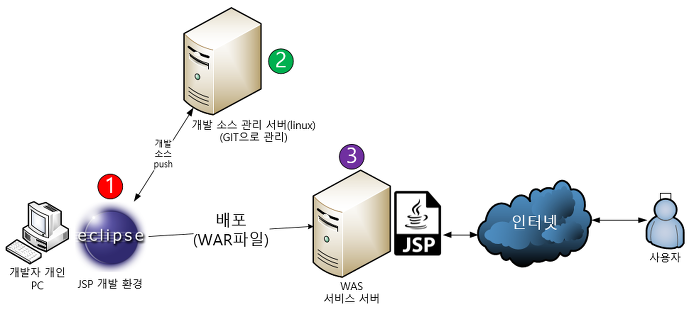 2
개발 소스 관리 서버(linux)
(GIT으로 관리)
개발
소스
push
1
3
eclipse
배포
(WAR파일)
JSP
인터넷
개발자 개인
PC
JSP 개발 환경
WAS
서비스 서버
사용자